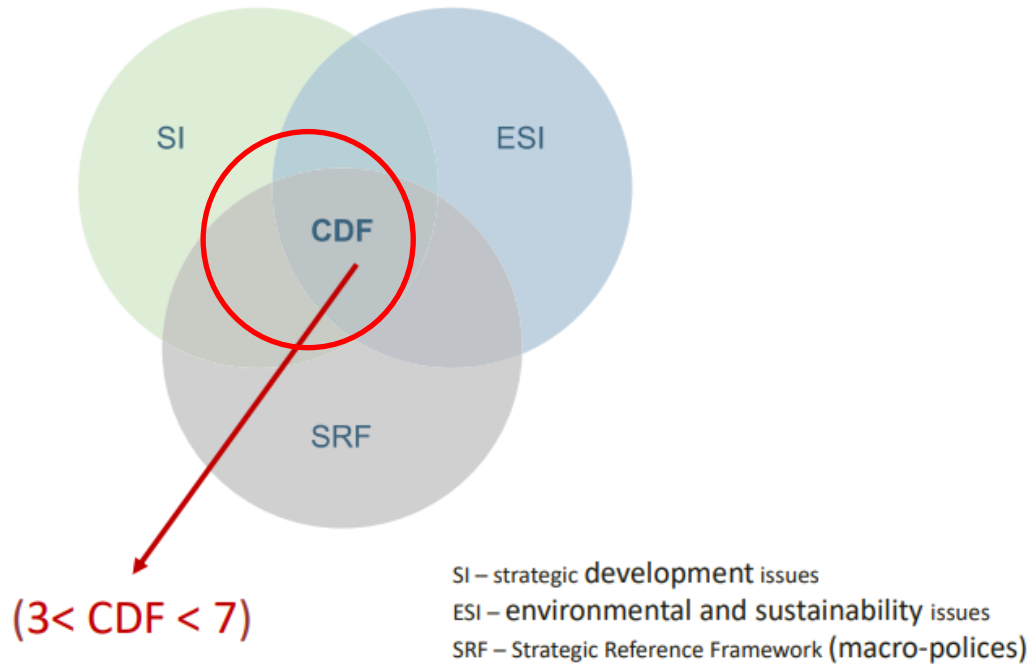 SI
ESI
CDF
SRF
(3< CDF < 7)
SI – strategic development issues
ESI – environmental and sustainability issues
SRF – Strategic Reference Framework (macro-polices)